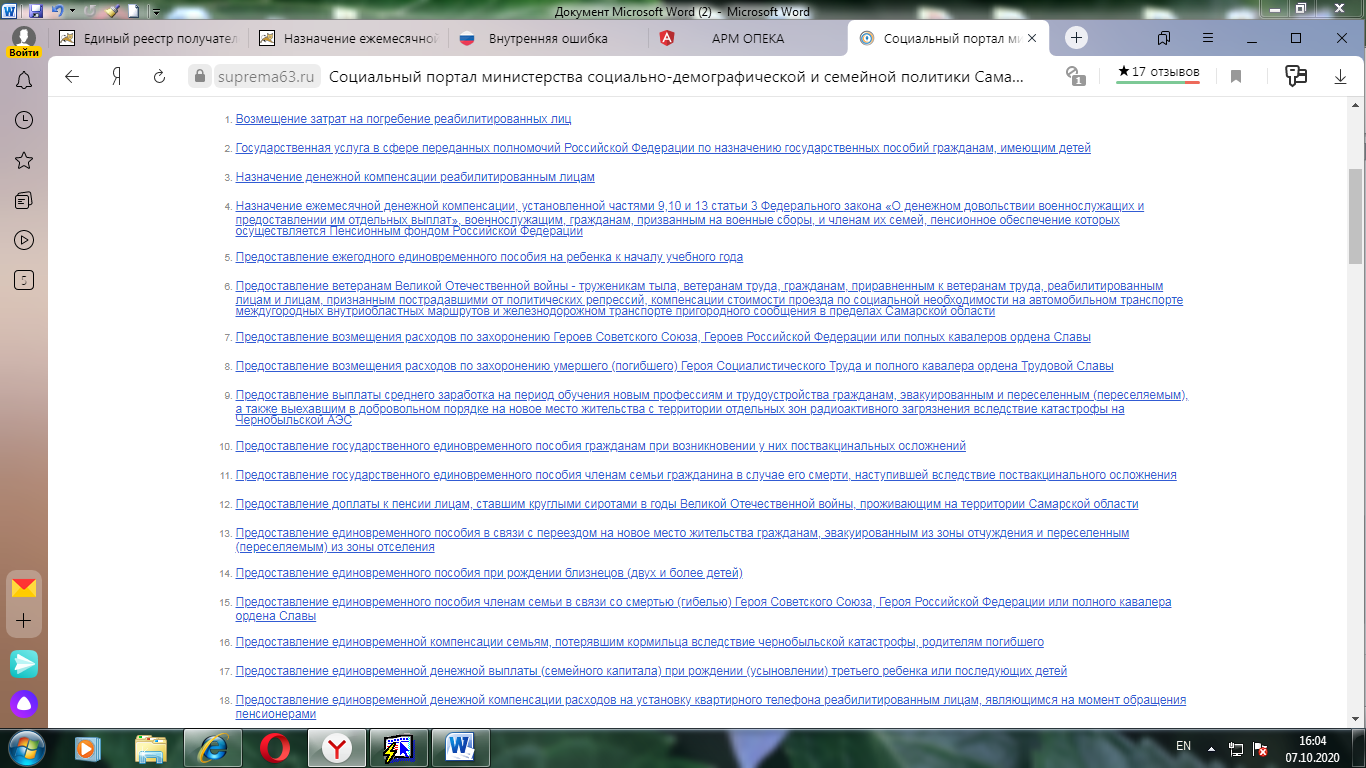 Документ Microsoft Word (2) - Microsoft Word
Войти
Единый реестр получател
Назначение ежемесячной
Внутренняя ошибка
АРМ ОПЕКА
Социальный портал ми
suprema63.ru
Социальный портал министерства социально-демографической и семейной политики Сама...
1
★17 отзывов
5
1. Возмещение затрат на погребение реабилитированных лиц
2. Государственная услуга в сфере переданных полномочий Российской Федерации по назначению государственных пособий гражданам, имеющим детей
3. Назначение денежной компенсации реабилитированным лицам
4. Назначение ежемесячной денежной компенсации, установленной частями 9,10 и 13 статьи 3 Федерального закона «О денежном довольствии военнослужащих и
предоставлении им отдельных выплат», военнослужащим, гражданам, призванным на военные сборы, и членам их семей, пенсионное обеспечение которых
осуществляется Пенсионным фондом Российской Федерации
5. Предоставление ежегодного единовременного пособия на ребенка к началу учебного года
6. Предоставление ветеранам Великой Отечественной войны - труженикам тыла, ветеранам труда, гражданам, приравненным к ветеранам труда, реабилитированным
лицам и лицам, признанным пострадавшими от политических репрессий, компенсации стоимости проезда по социальной необходимости на автомобильном транспорте
междугородных внутриобластных маршрутов и железнодорожном транспорте пригородного сообщения в пределах Самарской области
7. Предоставление возмещения расходов по захоронению Героев Советского Союза, Героев Российской Федерации или полных кавалеров ордена Славы
8. Предоставление возмещения расходов по захоронению умершего (погибшего) Героя Социалистического Труда и полного кавалера ордена Трудовой Славы
9. Предоставление выплаты среднего заработка на период обучения новым профессиям и трудоустройства гражданам, эвакуированным и переселенным (переселяемым),
а также выехавшим в добровольном порядке на новое место жительства с территории отдельных зон радиоактивного загрязнения вследствие катастрофы на
Чернобыльской АЭС
10. Предоставление государственного единовременного пособия гражданам при возникновении у них поствакцинальных осложнений
11. Предоставление государственного единовременного пособия членам семьи гражданина в случае его смерти, наступившей вследствие поствакцинального осложнения
12. Предоставление доплаты к пенсии лицам, ставшим круглыми сиротами в годы Великой Отечественной войны, проживающим на территории Самарской области
13. Предоставление единовременного пособия в связи с переездом на новое место жительства гражданам, эвакуированным из зоны отчуждения и переселенным
(переселяемым) из зоны отселения
14. Предоставление единовременного пособия при рождении близнецов (двух и более детей)
15. Предоставление единовременного пособия членам семьи в связи со смертью (гибелью) Героя Советского Союза, Героя Российской Федерации или полного кавалера
ордена Славы
16. Предоставление единовременной компенсации семьям, потерявшим кормильца вследствие чернобыльской катастрофы, родителям погибшего
17. Предоставление единовременной денежной выплаты (семейного капитала) при рождении (усыновлении) третьего ребенка или последующих детей
18. Предоставление единовременной денежной компенсации расходов на установку квартирного телефона реабилитированным лицам, являющимся на момент обращения
пенсионерами
EN
16:04
07.10.2020